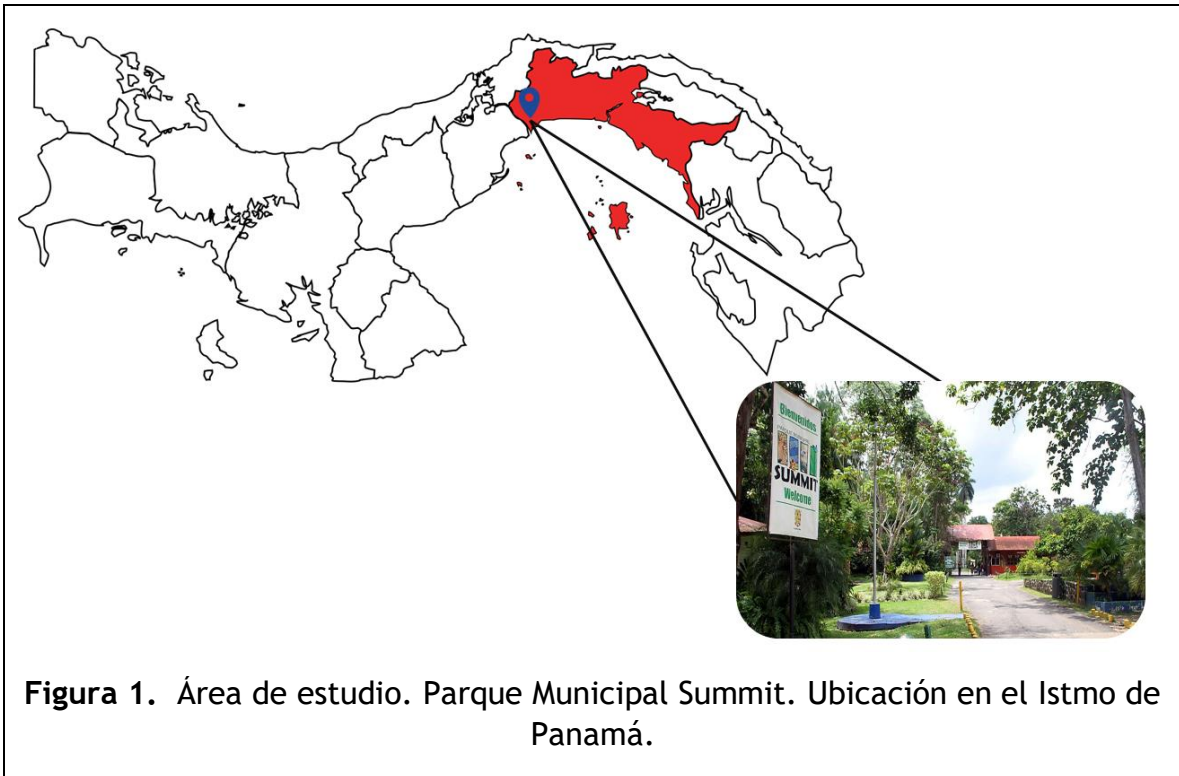 Bienvenidos
SUMMIT
Welcome
Figura 1. Área de estudio. Parque Municipal Summit. Ubicación en el Istmo de
Panamá.